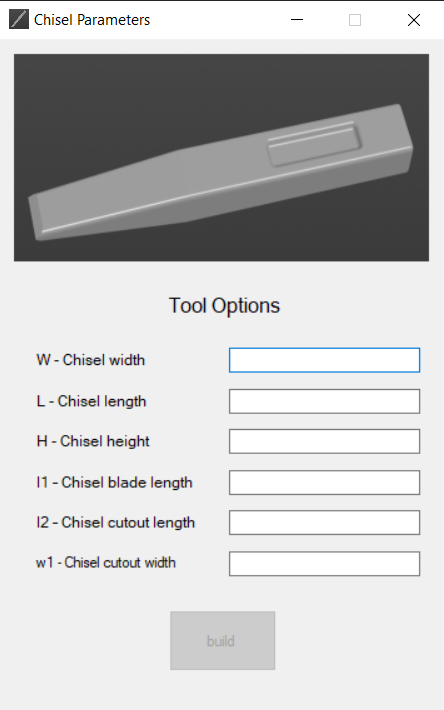 Chisel Parameters
Tool Options
W - Chisel width
L - Chisel length
H - Chisel height
l1 - Chisel blade length
l2 - Chisel cutout length
w1 - Chisel cutout width
build